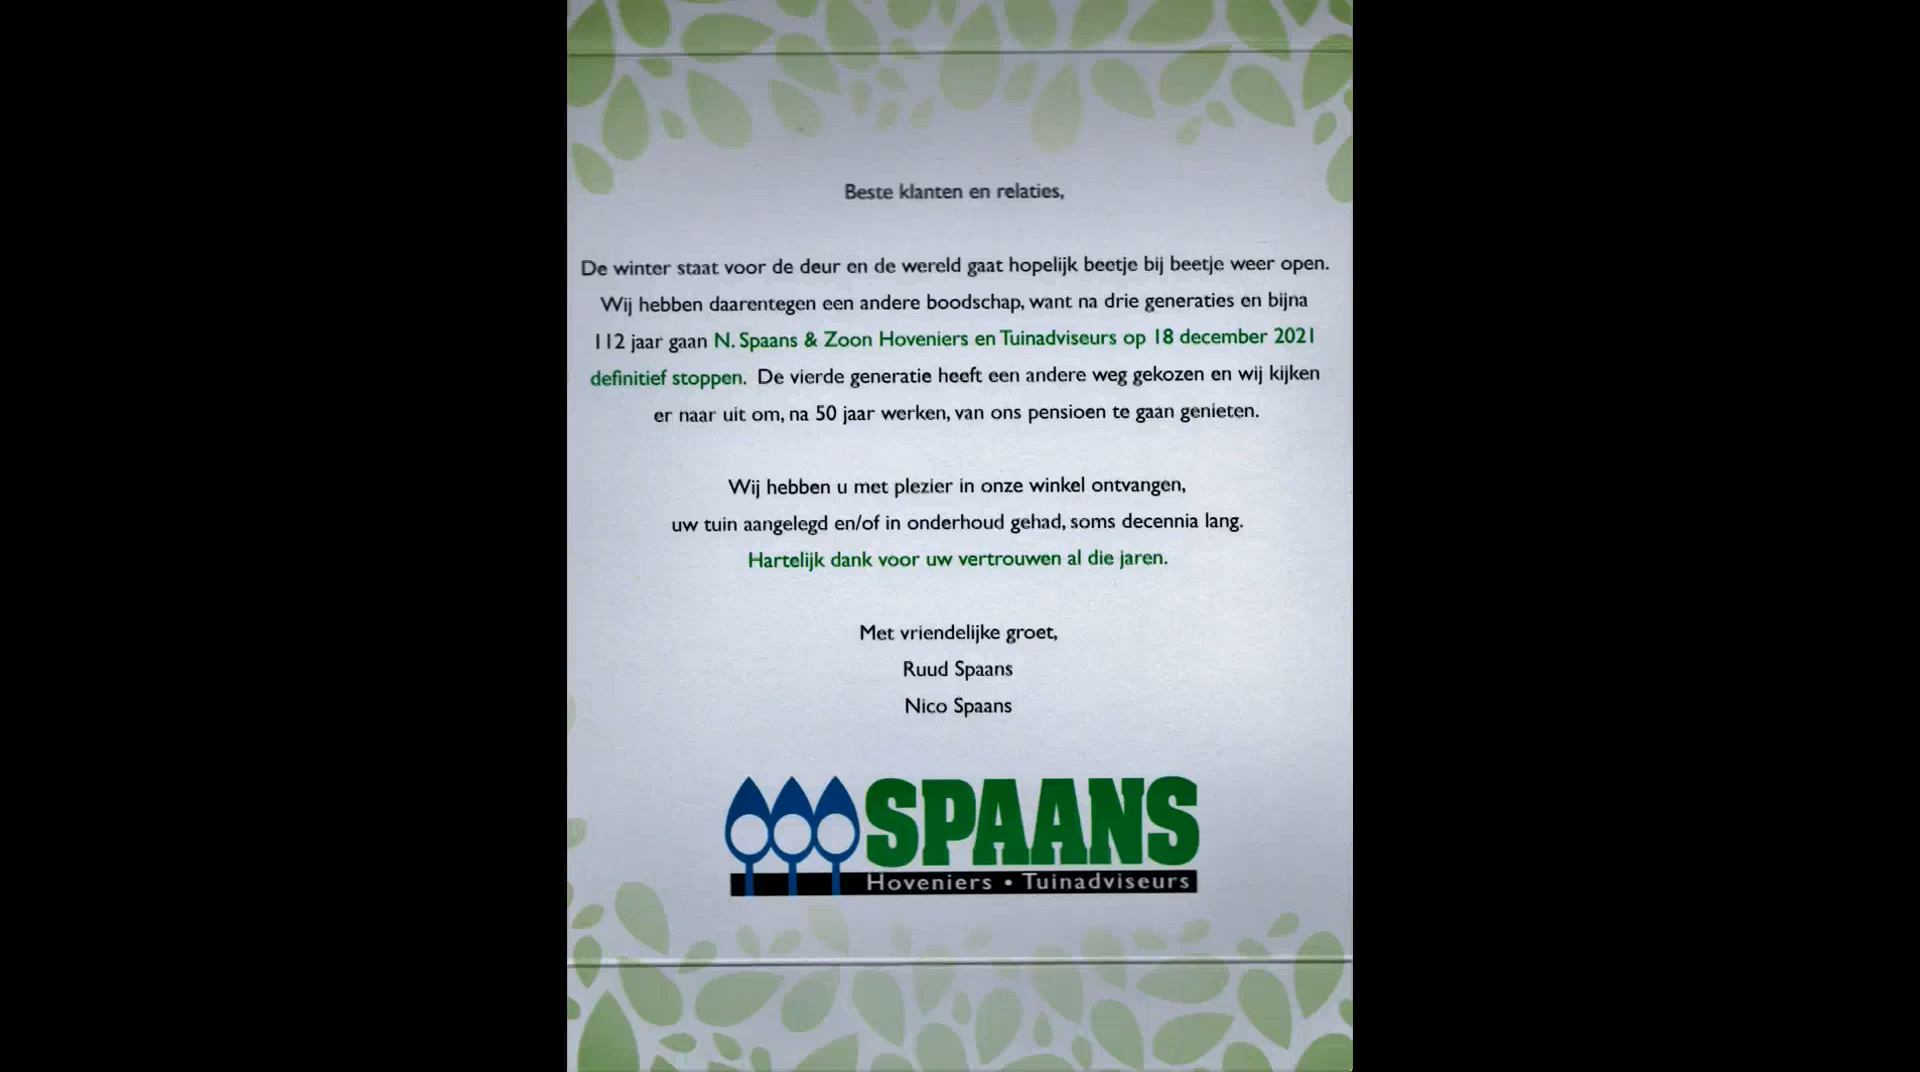 Beste klanten en relaties,
De winter staat voor de deur en de wereld gaat hopelijk beetje bij beetje weer open.
Wij hebben daarentegen een andere boodschap, want na drie generaties en bijna
112 jaar gaan N. Spaans & Zoon Hoveniers en Tuinadviseurs op 18 december 2021
definitief stoppen. De vierde generatie heeft een andere weg gekozen en wij kijken
er naar uit om, na 50 jaar werken, van ons pensioen te gaan genieten.
Wij hebben u met plezier in onze winkel ontvangen,
uw tuin aangelegd en/of in onderhoud gehad, soms decennia lang.
Hartelijk dank voor uw vertrouwen al die jaren.
Met vriendelijke groet,
Ruud Spaans
Nico Spaans
SPAANS
Hoveniers • Tuinadviseurs